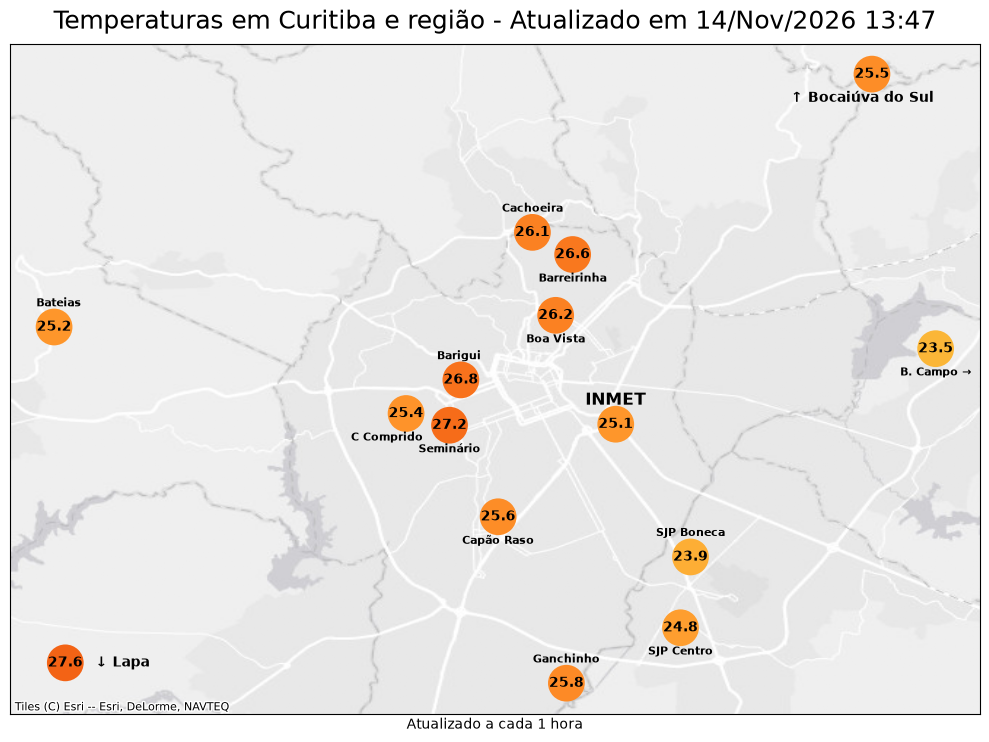 Temperaturas em Curitiba e região - Atualizado em 14/Nov/2026 13:47
25.5
↑ Bocaiúva do Sul
Cachoeira
26.1
26.6
Barreirinha
Bateias
25.2
26.2
Boa Vista
23.5
B. Campo →
Barigui
26.8
INMET
25.1
25.4
C Comprido
27.2
Seminário
25.6
Capão Raso
SJP Boneca
23.9
24.8
SJP Centro
Ganchinho
25.8
27.6 ↓ Lapa
Tiles (C) Esri -- Esri, DeLorme, NAVTEQ
Atualizado a cada 1 hora